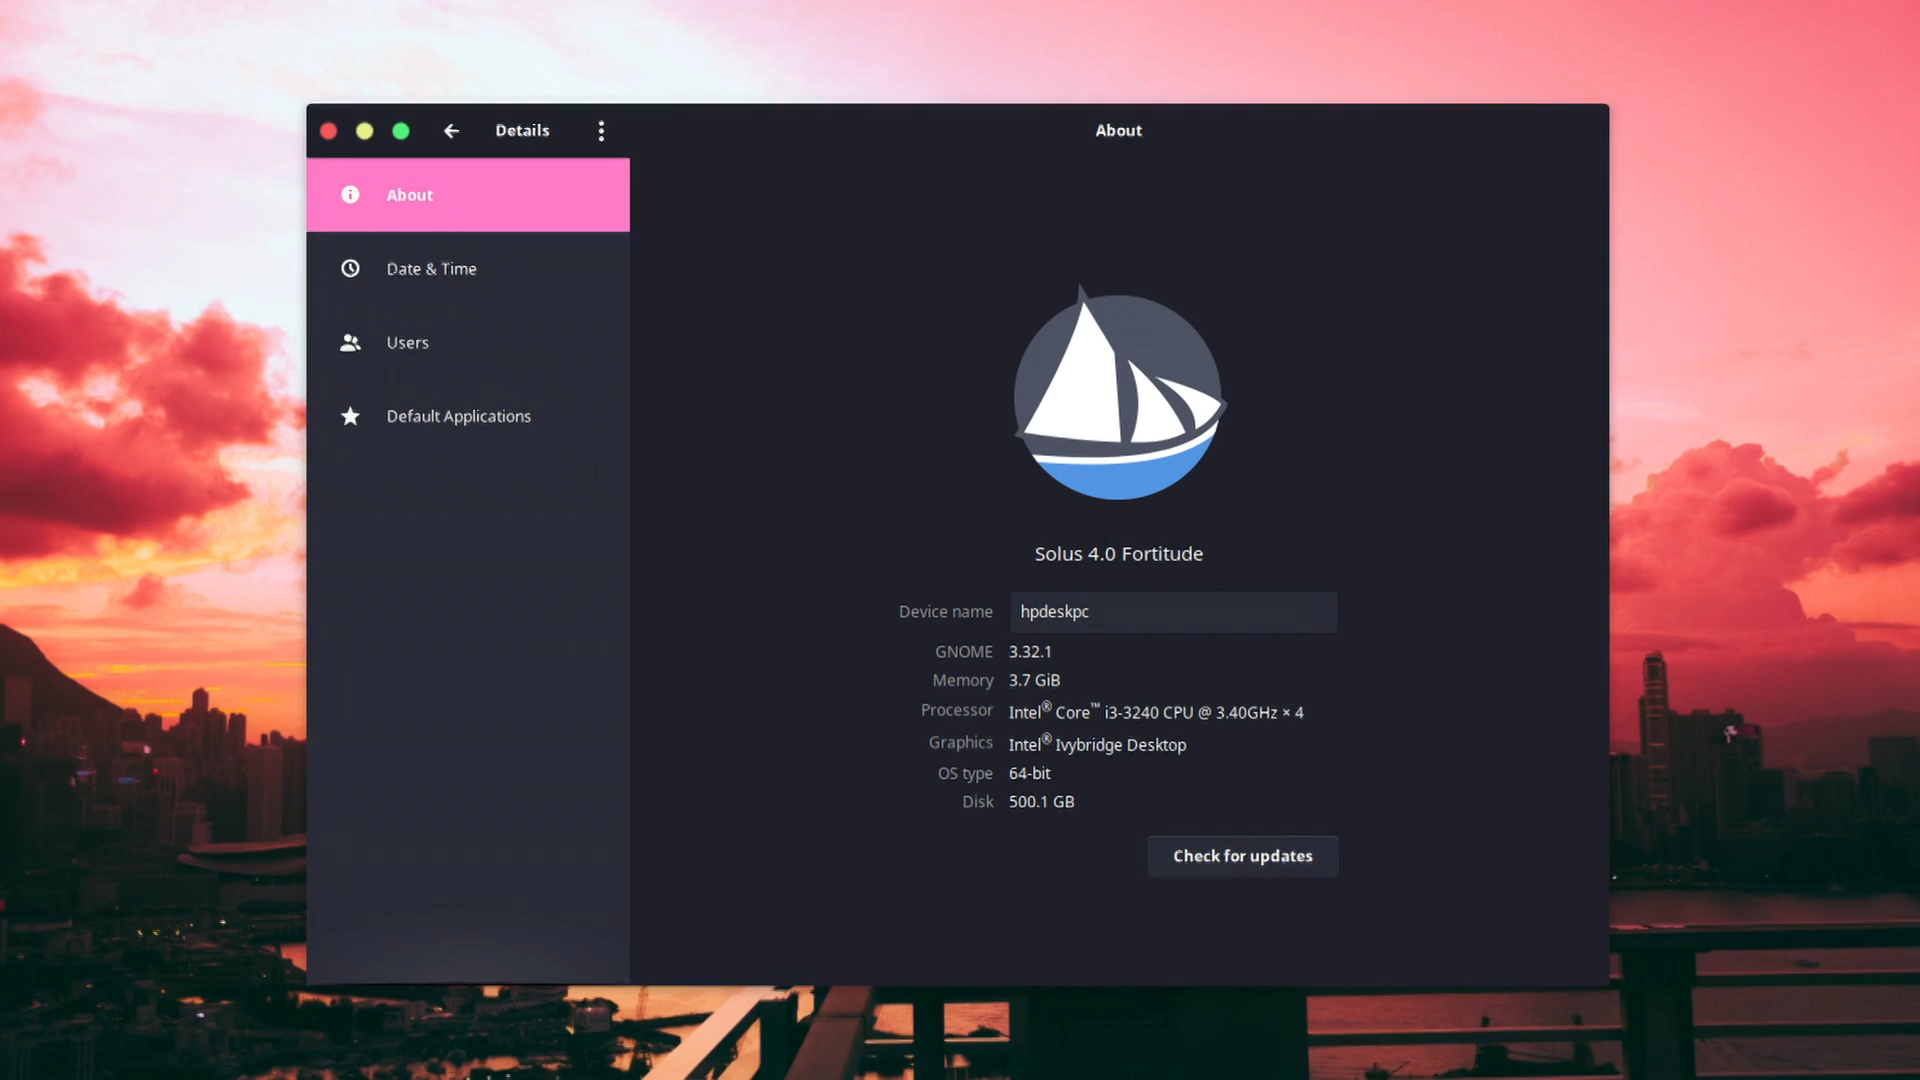 Details
About
About
Date & Time
Users
Default Applications
Solus 4.0 Fortitude
Device name hpdeskpc
GNOME 3.32.1
Memory 3.7 GiB
Processor Intel® Core™ i3-3240 CPU @ 3.40GHz × 4
Graphics Intel® Ivybridge Desktop
OS type 64-bit
Disk 500.1 GB
Check for updates